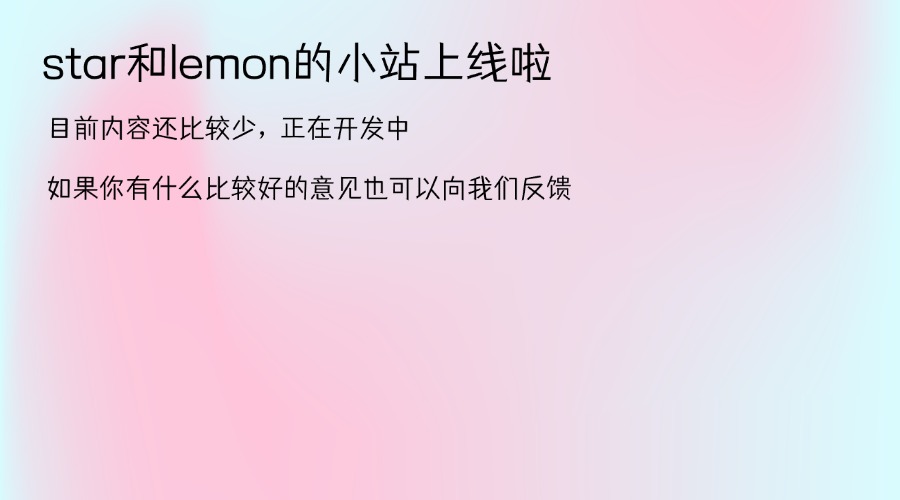 star和lemon的小站上线啦
目前内容还比较少，正在开发中
如果你有什么比较好的意见也可以向我们反馈